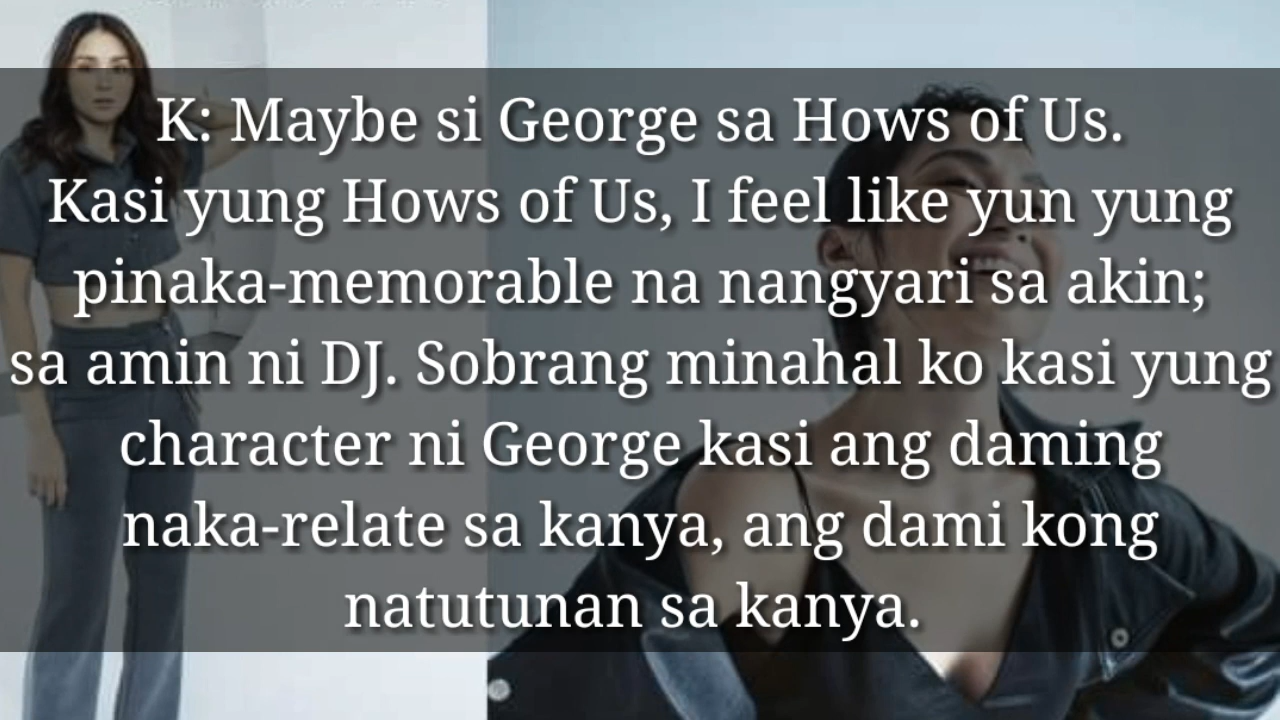 K: Maybe si George sa Hows of Us.
Kasi yung Hows of Us, I feel like yun yung
pinaka-memorable na nangyari sa akin;
sa amin ni DJ. Sobrang minahal ko kasi yung
character ni George kasi ang daming
naka-relate sa kanya, ang dami kong
natutunan sa kanya.